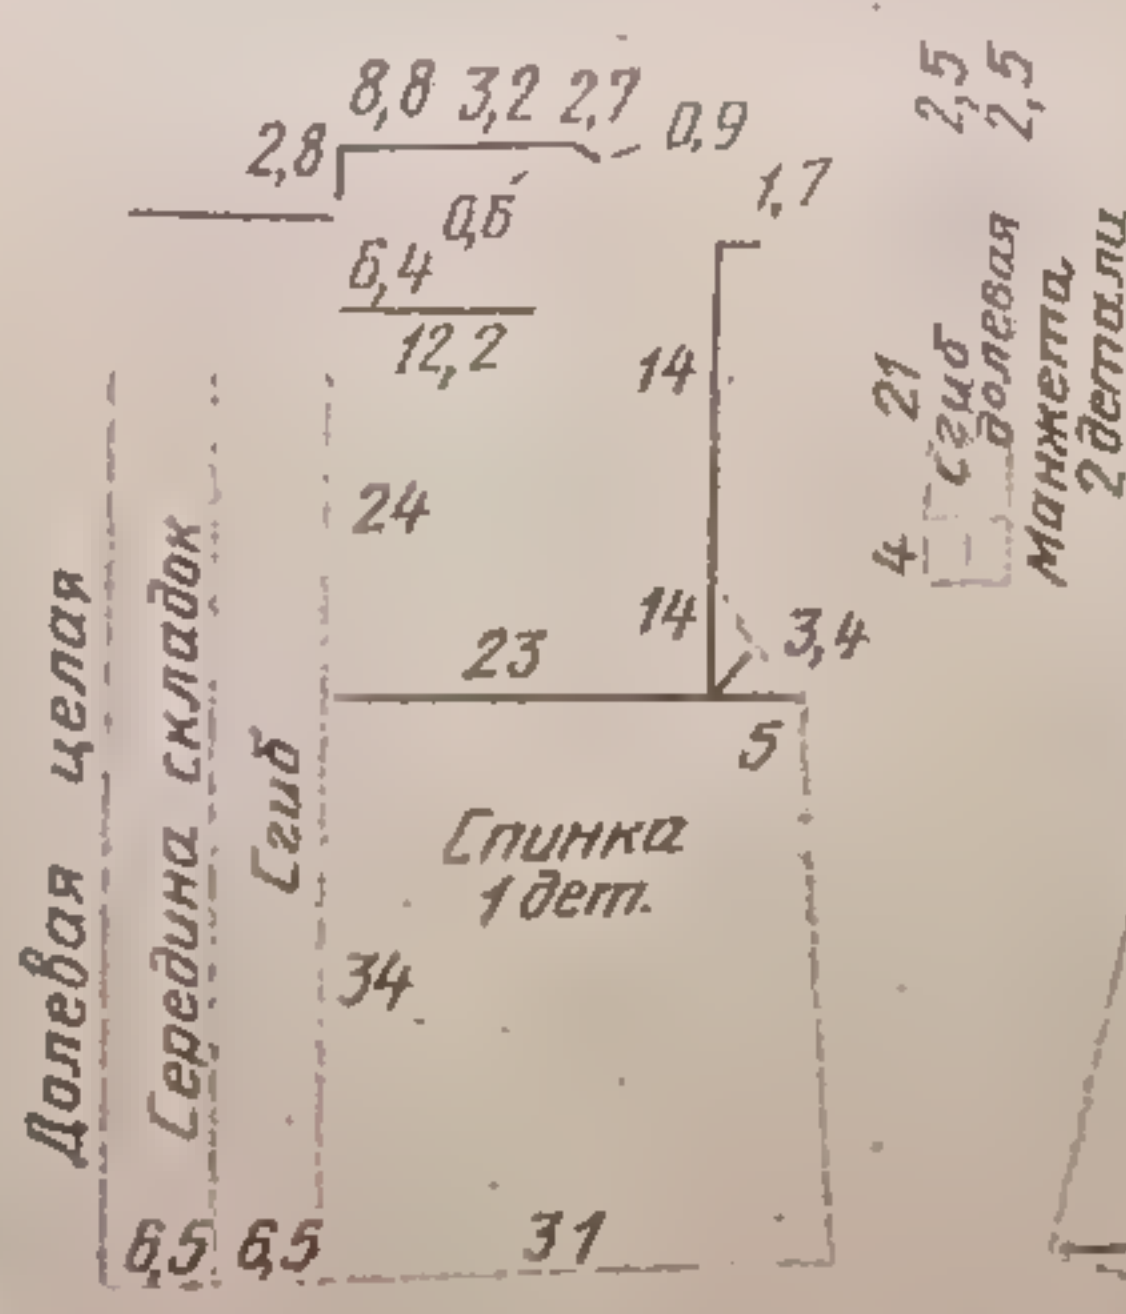 8,8 3,2 2,7
2,8
0,9
0,6
1,7
6,4
12,2
14
24
14
3,4
23
5
Спинка
1 дет.
34
31
6,5 6,5
Долевая целая
Середина складок
Сгиб
2,5
2,5
4 21
сгиб
долевая
Манжета
2 детали